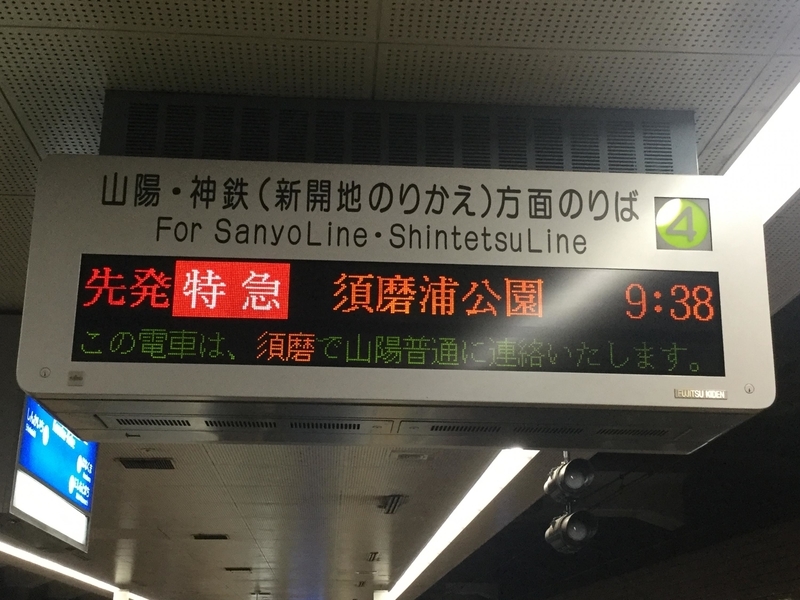 山陽・神鉄(新開地のりかえ)方面のりば 4
For SanyoLine・ShintetsuLine
先発 特急 須磨浦公園 9:38
この電車は、須磨で山陽普通に連絡いたします。
FUJITSU KIDEN